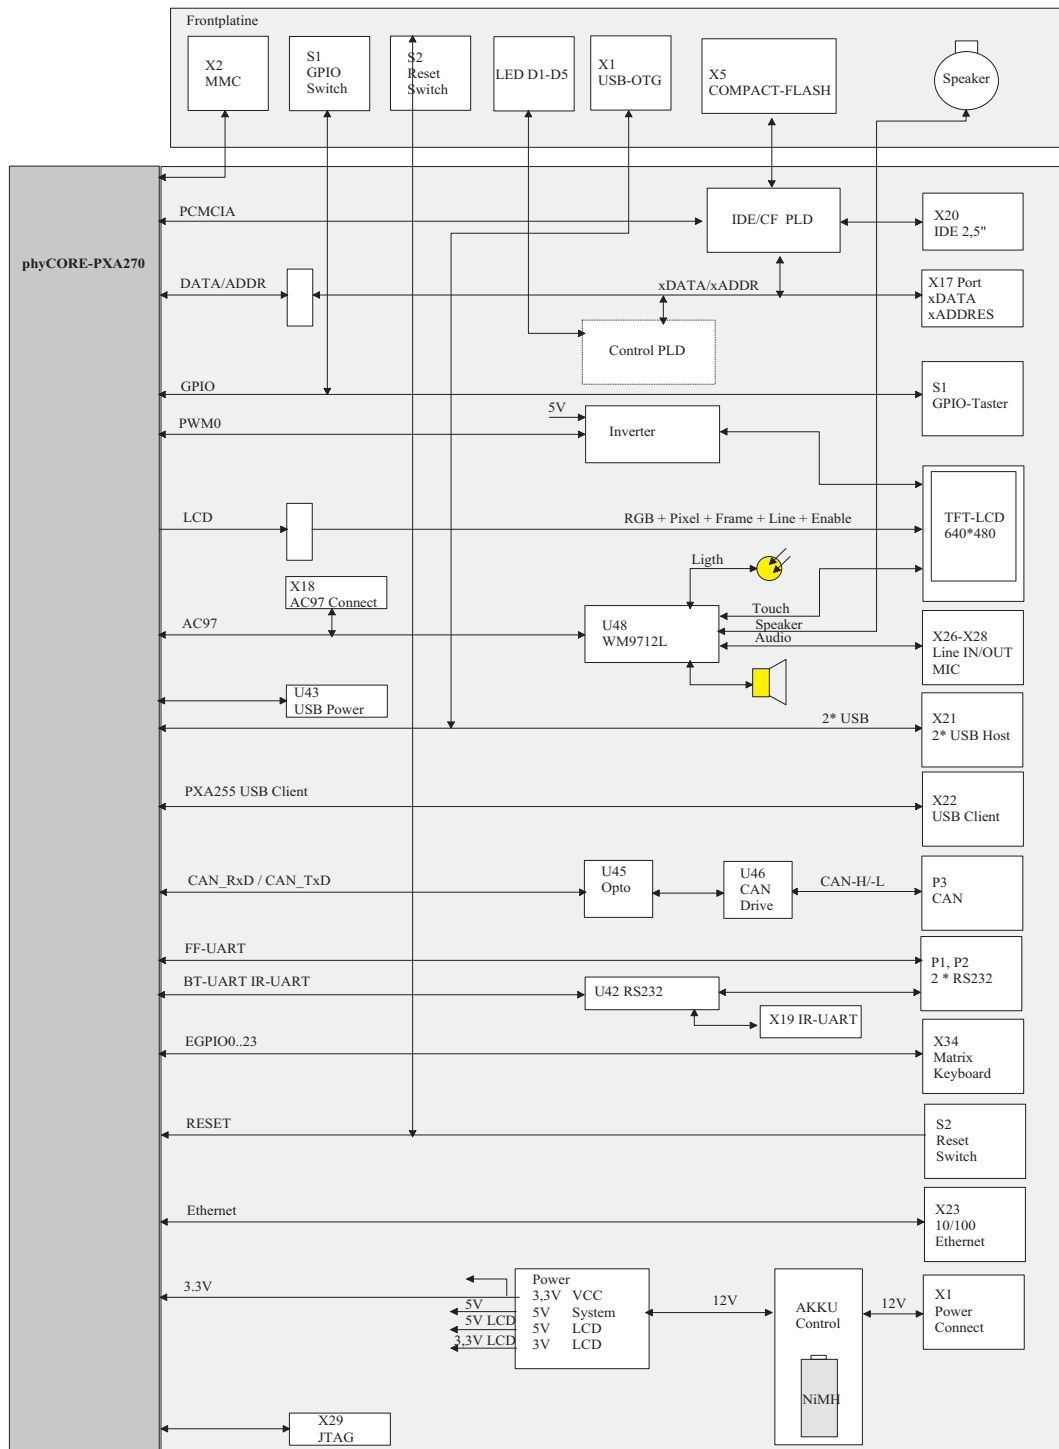 Frontplatine
X2
MMC
S1
GPIO
Switch
S2
Reset
Switch
LED D1-D5
X1
USB-OTG
X5
COMPACT-FLASH
Speaker
phyCORE-PXA270
PCMCIA
IDE/CF PLD
X20
IDE 2,5"
DATA/ADDR
xDATA/xADDR
X17 Port
xDATA
xADDRES
Control PLD
GPIO
S1
GPIO-Taster
5V
PWM0
Inverter
LCD
RGB + Pixel + Frame + Line + Enable
TFT-LCD
640*480
Ligth
X18
AC97 Connect
AC97
U48
WM9712L
Touch
Speaker
Audio
X26-X28
Line IN/OUT
MIC
U43
USB Power
2* USB
X21
2* USB Host
PXA255 USB Client
X22
USB Client
CAN_RxD / CAN_TxD
U45
Opto
U46
CAN
Drive
CAN-H/-L
P3
CAN
FF-UART
P1, P2
2 * RS232
BT-UART IR-UART
U42 RS232
X19 IR-UART
EGPIO0..23
X34
Matrix
Keyboard
RESET
S2
Reset
Switch
Ethernet
X23
10/100
Ethernet
3.3V
5V
5V LCD
3,3V LCD
Power
3,3V VCC
5V System
5V LCD
3V LCD
12V
AKKU
Control
NiMH
12V
X1
Power
Connect
X29
JTAG